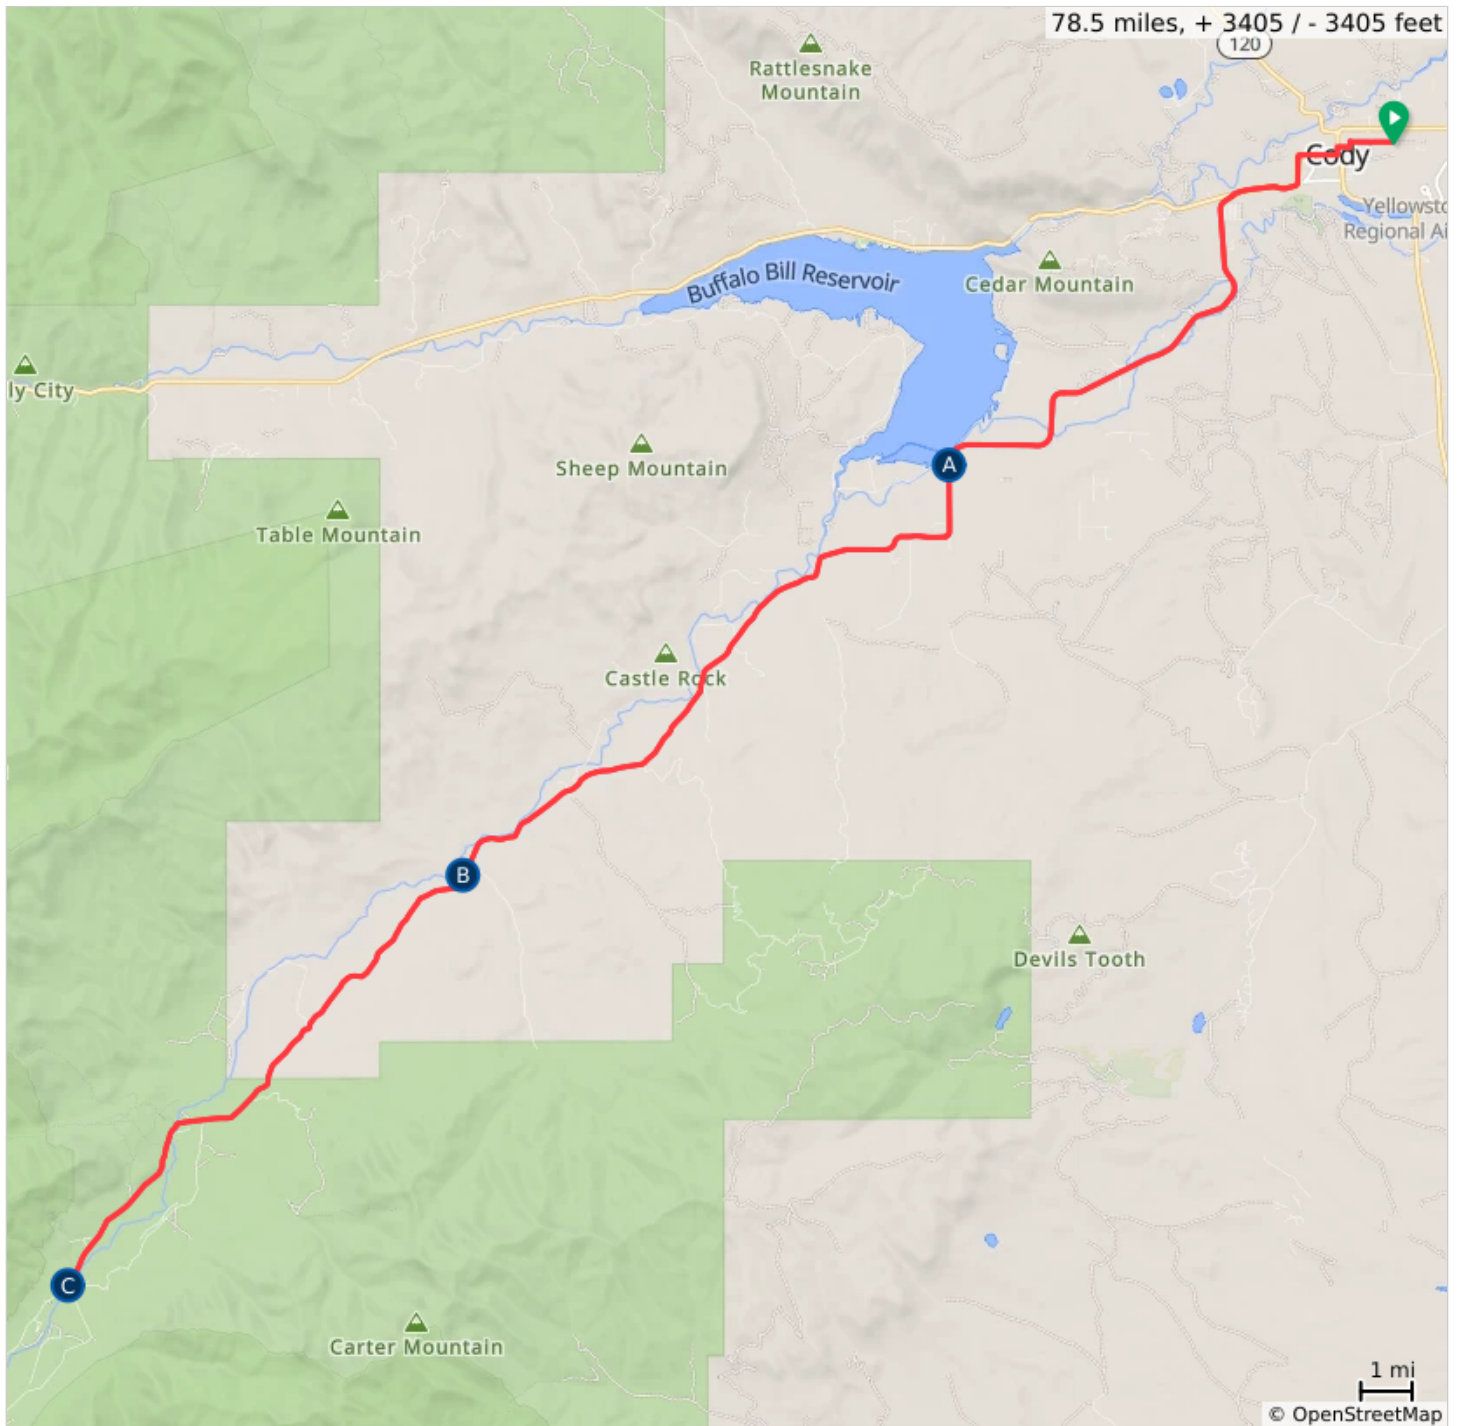 78.5 miles, + 3405 / - 3405 feet
120
Rattlesnake
Mountain
Cody
Yellowsto
Regional Ai
Buffalo Bill Reservoir
Cedar Mountain
ly City
Sheep Mountain
A
Table Mountain
Castle Rock
B
Devils Tooth
C
Carter Mountain
1 mi
© OpenStreetMap